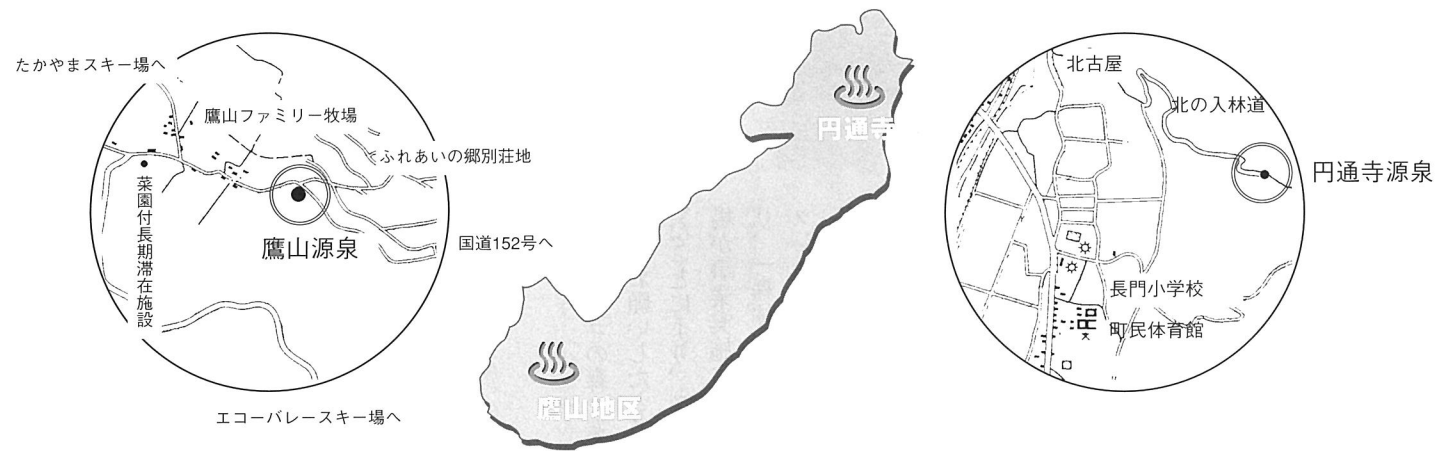 たかやまスキー場へ
鷹山ファミリー牧場
ふれあいの郷別荘地
菜園付長期滞在施設
鷹山源泉
国道152号へ
エコーバレースキー場へ
円通寺
鷹山地区
北古屋
北の入林道
円通寺源泉
長門小学校
町民体育館